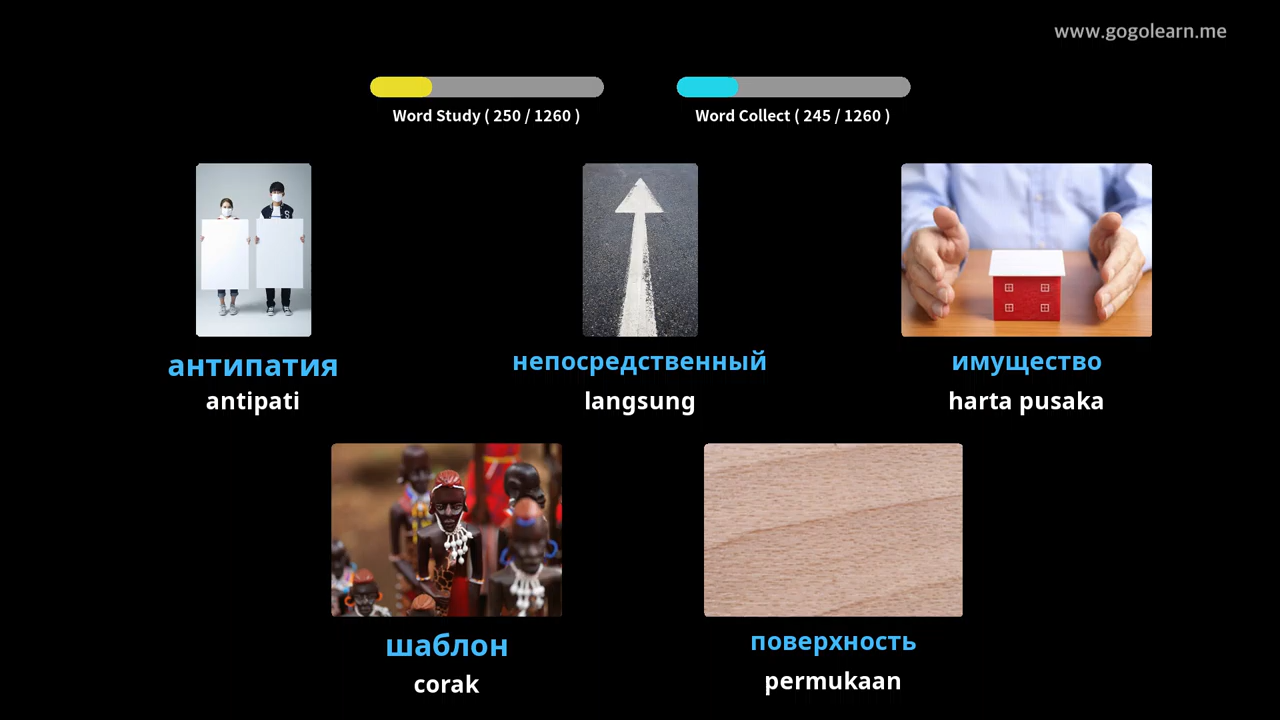 www.gogolearn.me
Word Study ( 250 / 1260 )
Word Collect ( 245 / 1260 )
антипатия
antipati
непосредственный
langsung
имущество
harta pusaka
шаблон
corak
поверхность
permukaan